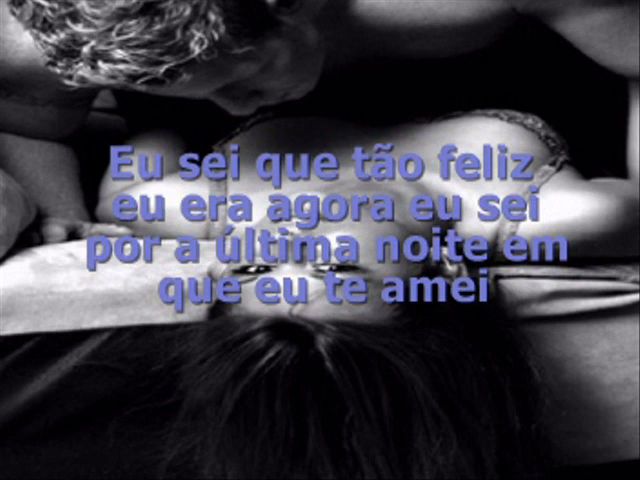 Eu sei que tão feliz
eu era agora eu sei
por a última noite em
que eu te amei